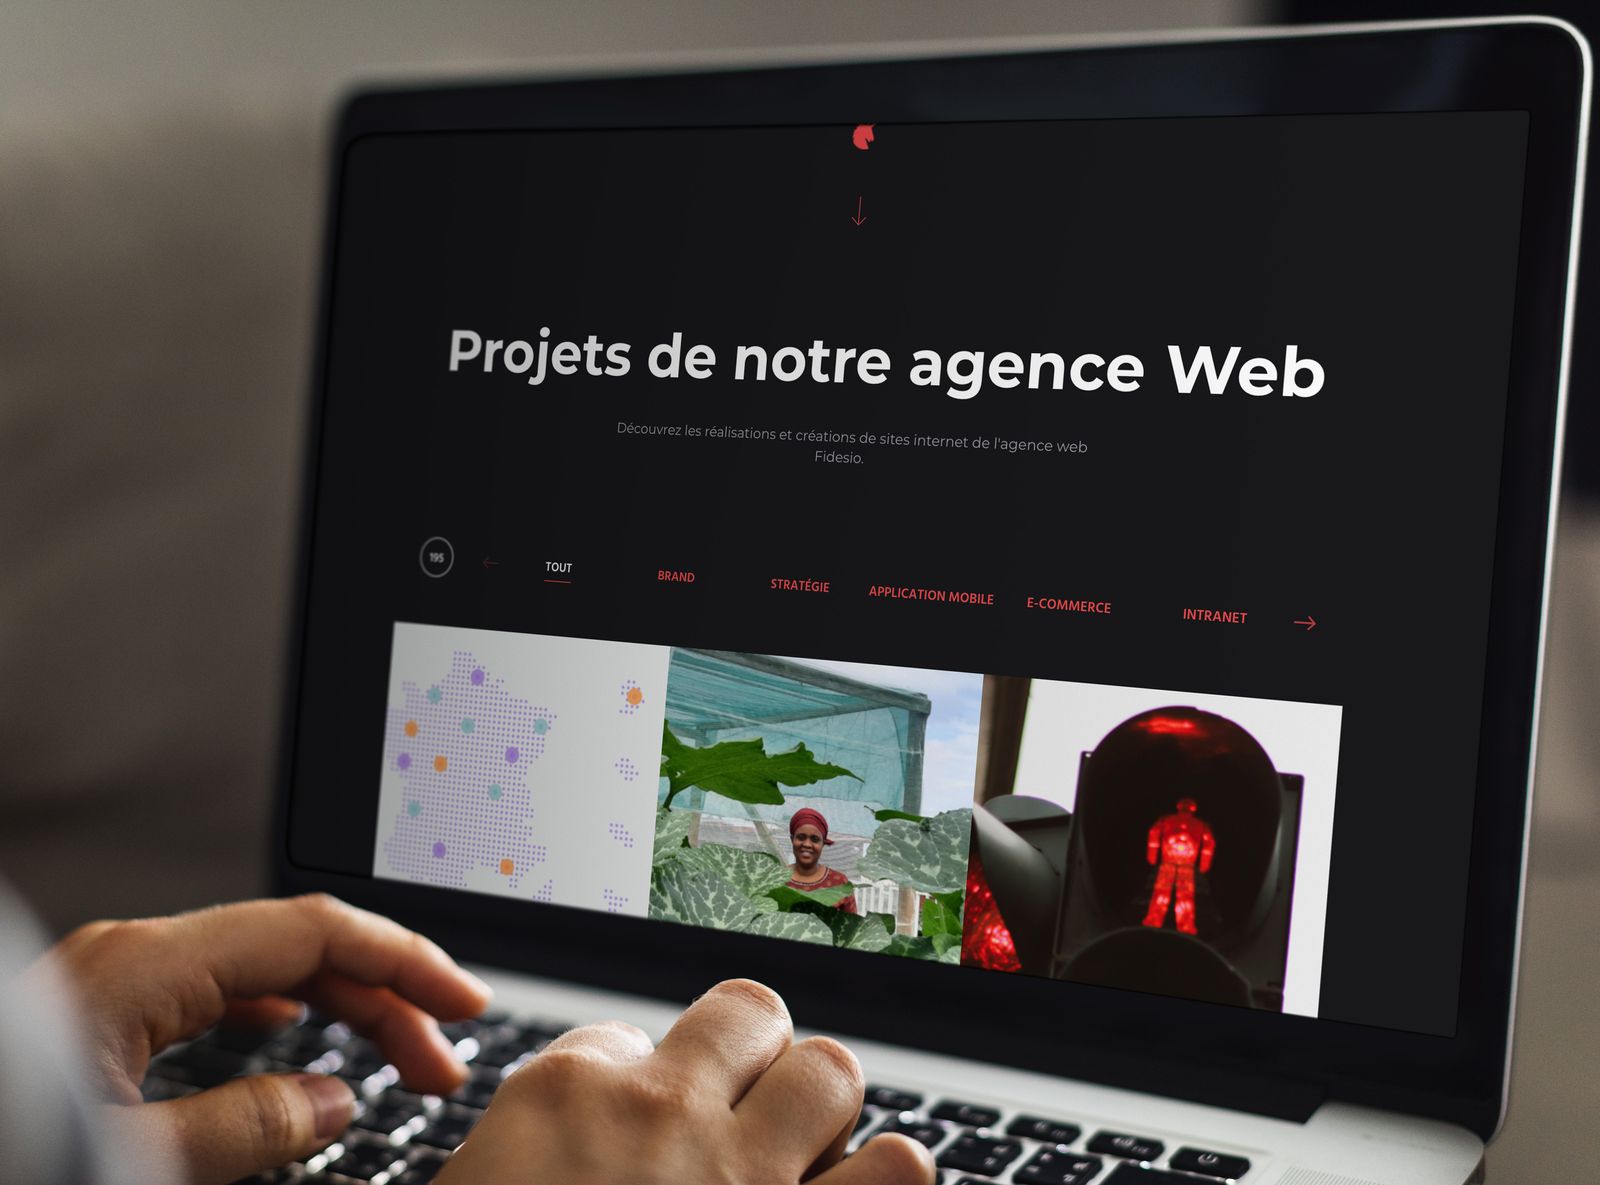 Projets de notre agence Web
Découvrez les réalisations et créations de sites internet de l'agence web
Fidesio.
195 TOUT BRAND STRATÉGIE APPLICATION MOBILE E-COMMERCE INTRANET